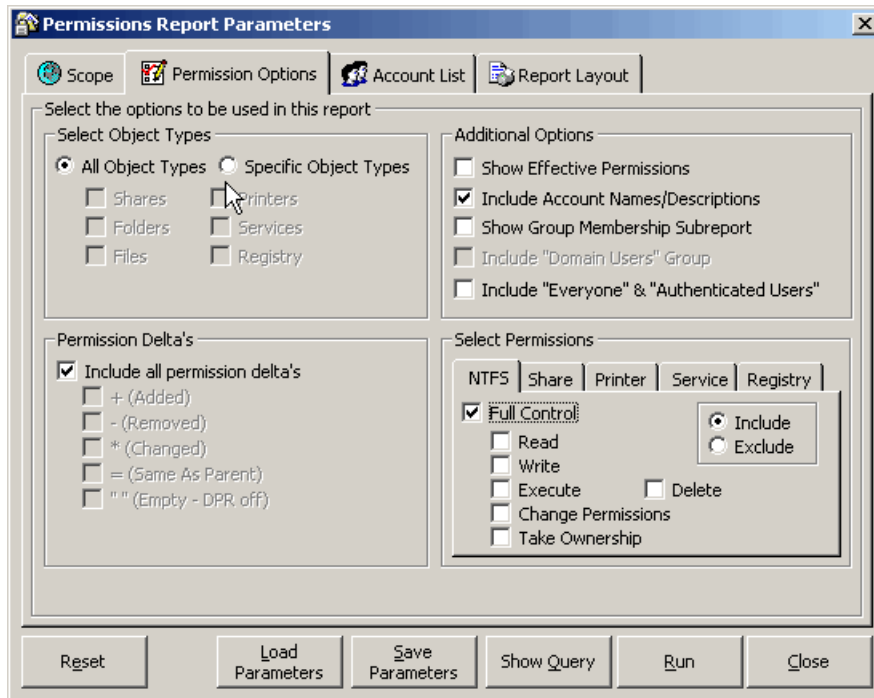 Permissions Report Parameters
Scope
Permission Options
Account List
Report Layout
Select the options to be used in this report
Select Object Types
All Object Types
Specific Object Types
Shares
Printers
Folders
Services
Files
Registry
Additional Options
Show Effective Permissions
Include Account Names/Descriptions
Show Group Membership Subreport
Include "Domain Users" Group
Include "Everyone" & "Authenticated Users"
Permission Delta's
Include all permission delta's
+ (Added)
- (Removed)
* (Changed)
= (Same As Parent)
" " (Empty - DPR off)
Select Permissions
NTFS
Share
Printer
Service
Registry
Full Control
Include
Exclude
Read
Write
Execute
Delete
Change Permissions
Take Ownership
Reset
Load
Parameters
Save
Parameters
Show Query
Run
Close